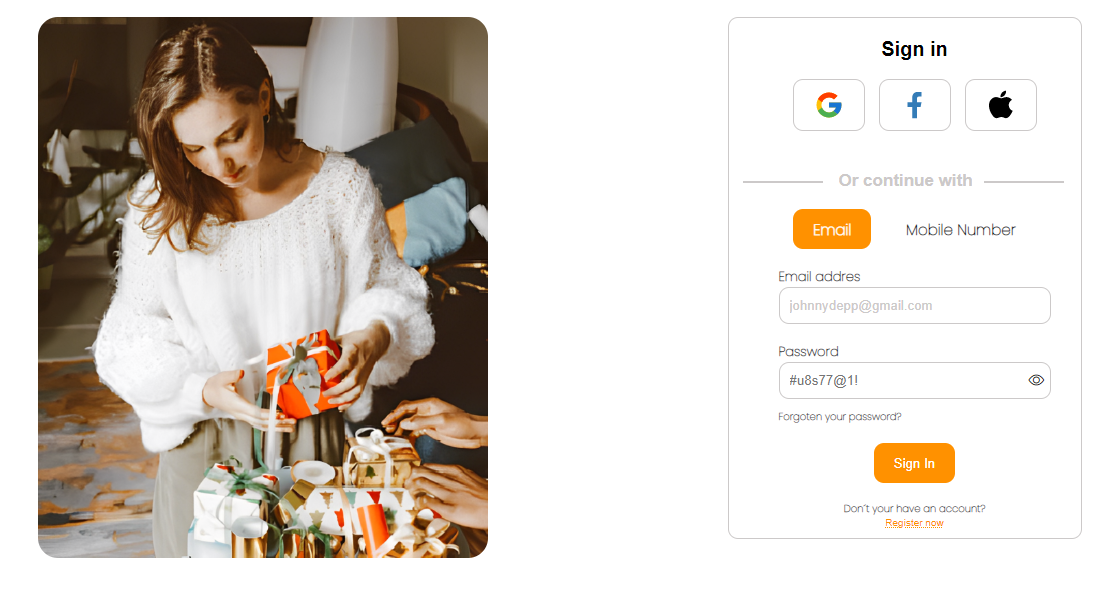 Sign in
Or continue with
Email Mobile Number
Email addres
johnnydepp@gmail.com
Password
#u8s77@1!
Forgoten your password?
Sign In
Don't your have an account?
Register now